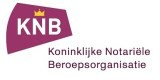 KNB
Koninklijke Notariële
Beroepsorganisatie